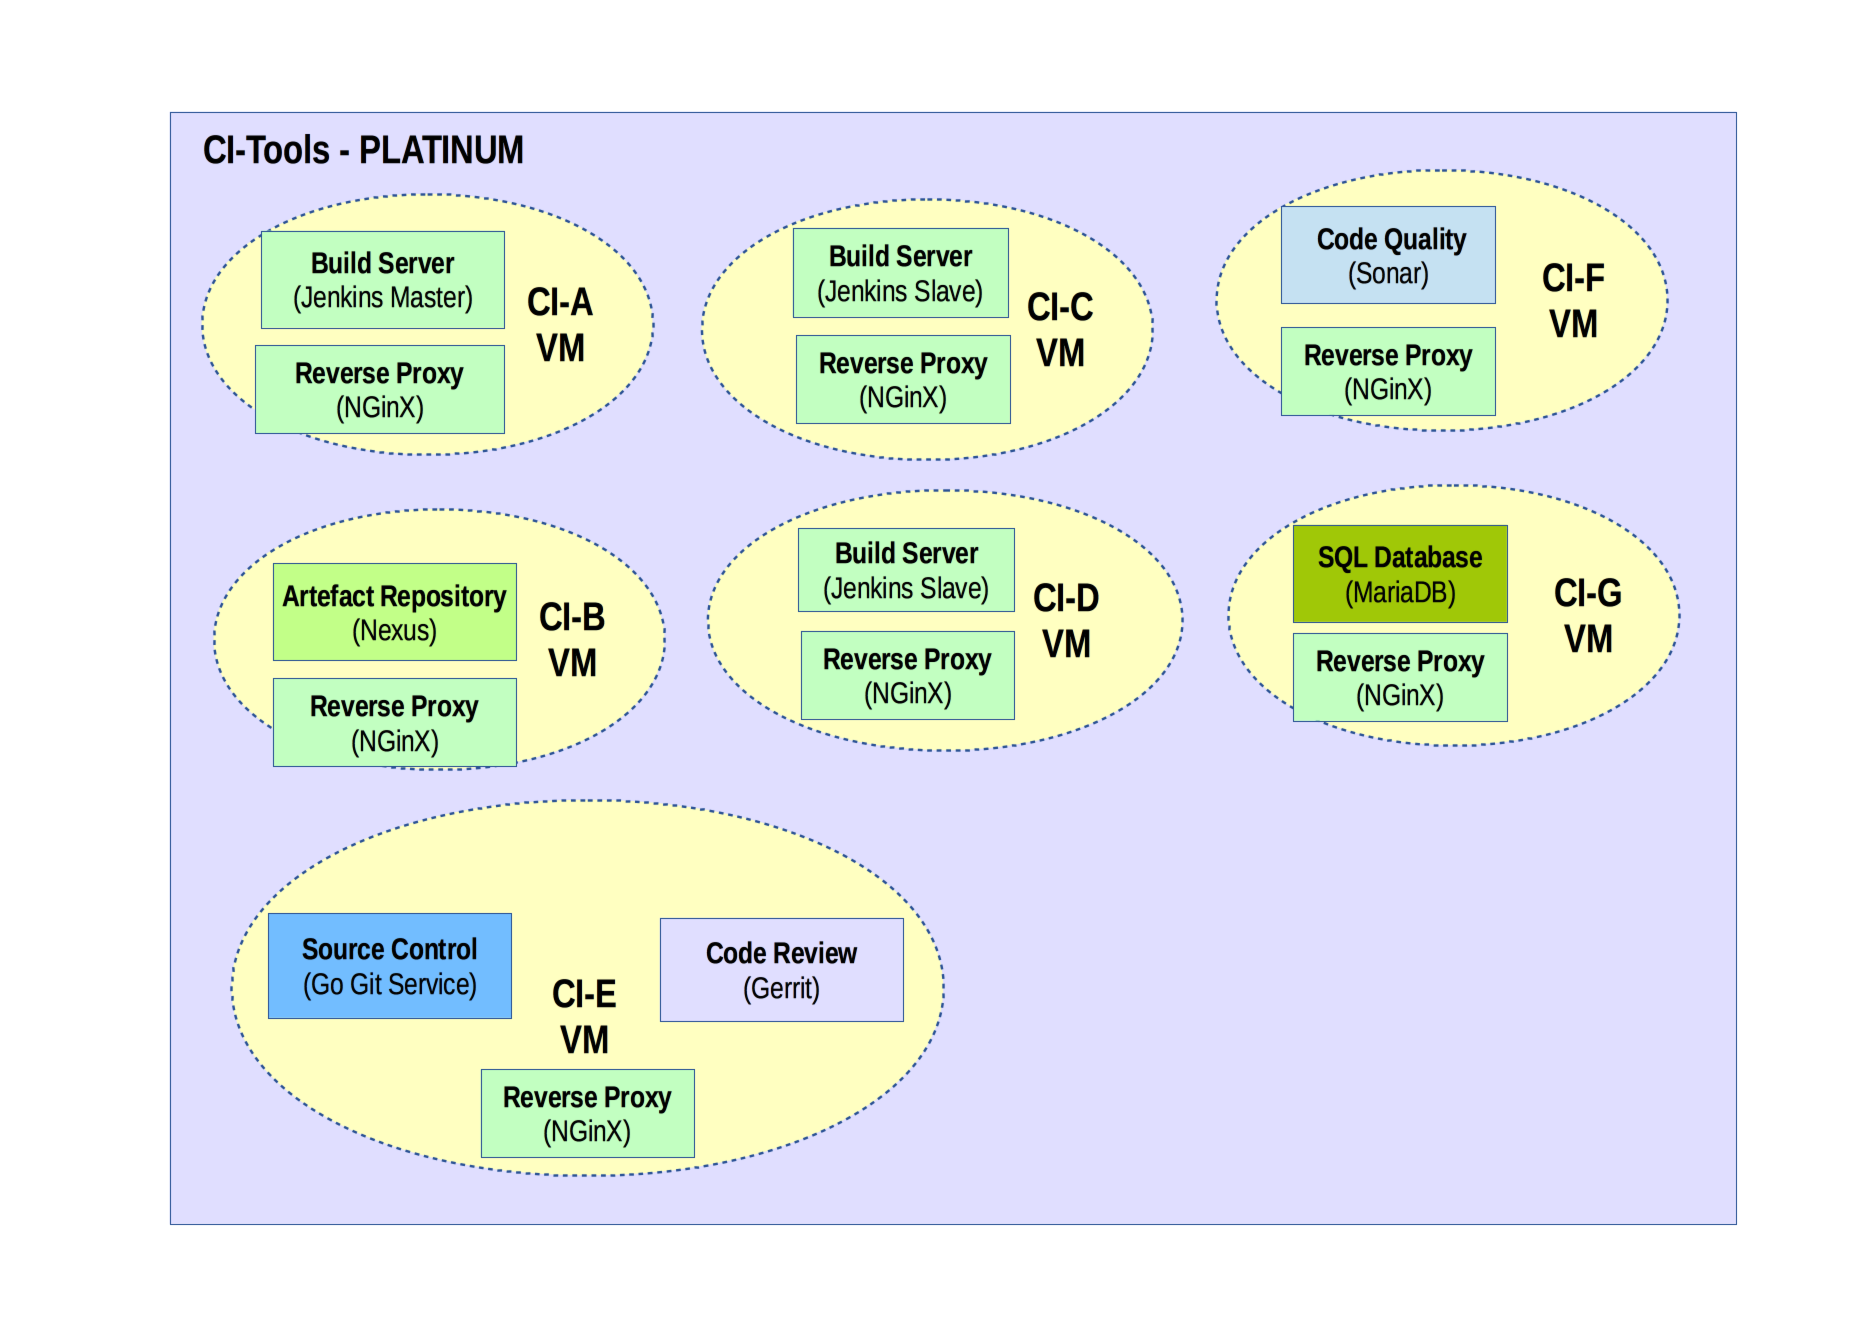 CI-Tools - PLATINUM
Build Server
(Jenkins Master)
CI-A
VM
Reverse Proxy
(NGinX)
Build Server
(Jenkins Slave)
CI-C
VM
Reverse Proxy
(NGinX)
Code Quality
(Sonar)
CI-F
VM
Reverse Proxy
(NGinX)
Artefact Repository
(Nexus)
CI-B
VM
Reverse Proxy
(NGinX)
Build Server
(Jenkins Slave)
CI-D
VM
Reverse Proxy
(NGinX)
SQL Database
(MariaDB)
CI-G
VM
Reverse Proxy
(NGinX)
Source Control
(Go Git Service)
CI-E
VM
Code Review
(Gerrit)
Reverse Proxy
(NGinX)